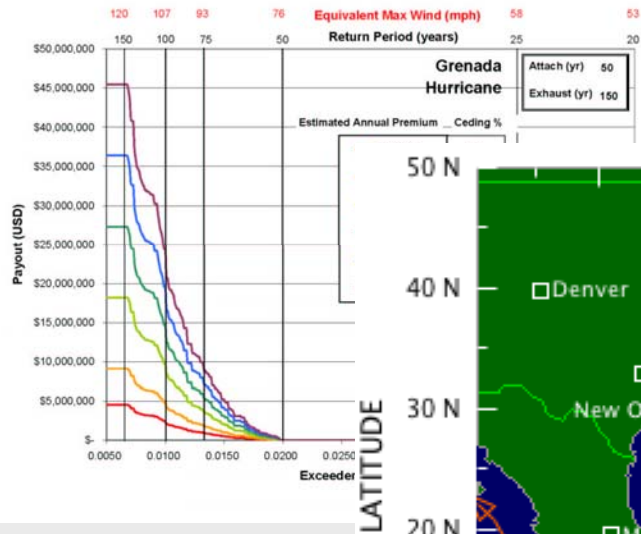 120 107 93 76 Equivalent Max Wind (mph) 58 53
150 100 75 50 Return Period (years) 25 20
$50,000,000
$45,000,000
$40,000,000
$35,000,000
$30,000,000
$25,000,000
$20,000,000
$15,000,000
$10,000,000
$5,000,000
$-
Payout (USD)
0.0050 0.0100 0.0150 0.0200 0.0250
Exceeden
Grenada
Hurricane
Attach (yr) 50
Exhaust (yr) 150
Estimated Annual Premium _ Ceding %
50 N
40 N
30 N
20 N
LATITUDE
Denver
New O
M